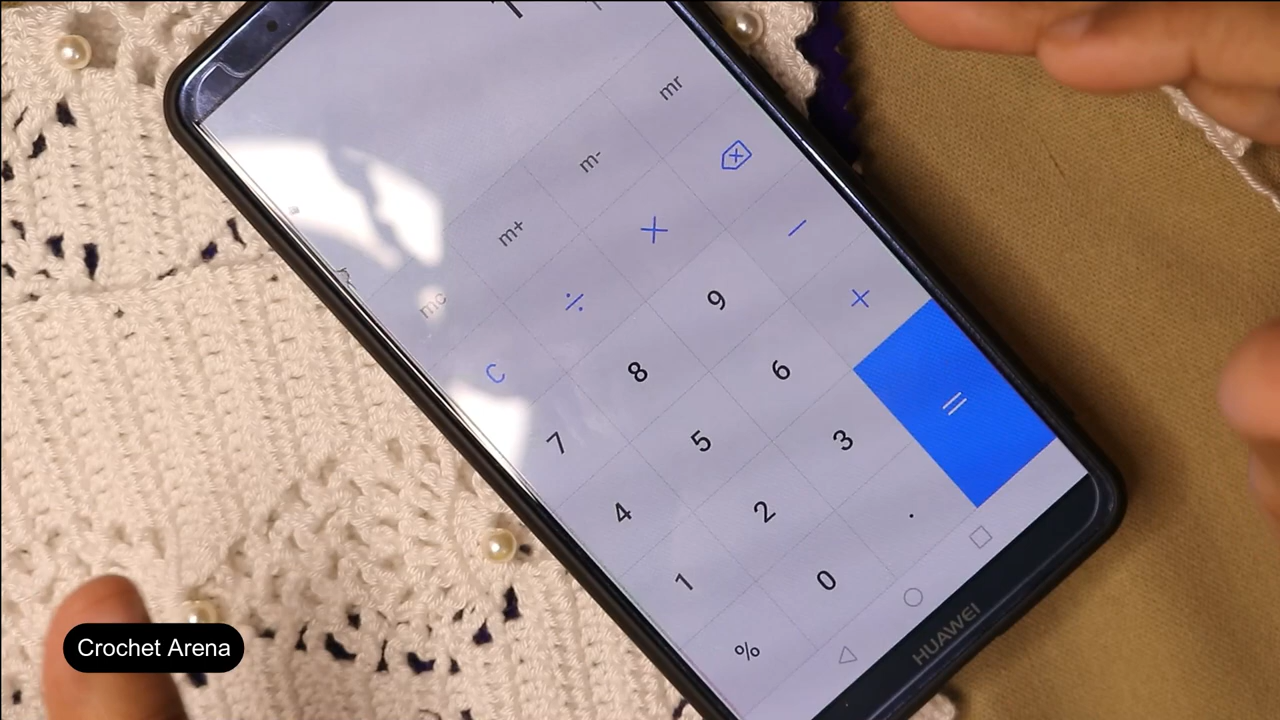 mc m+ m- mr
C ÷ ×
7 8 9 −
4 5 6 +
1 2 3 =
% 0 .
HUAWEI
Crochet Arena